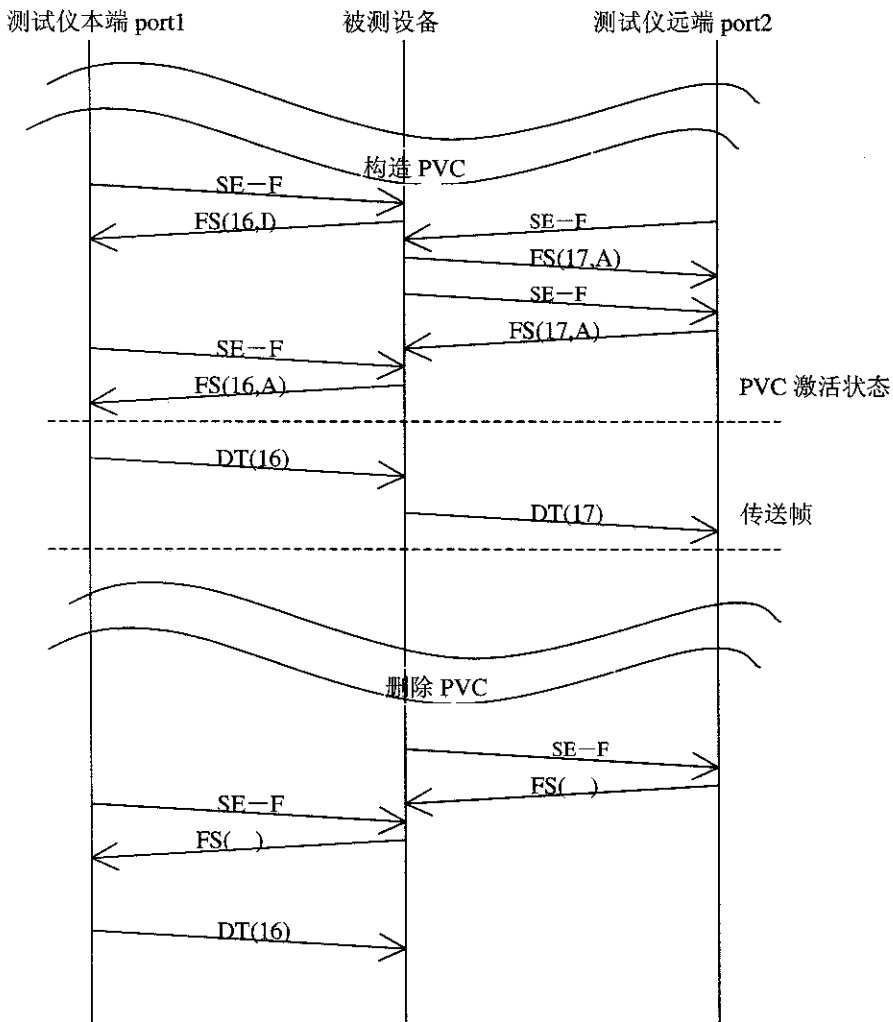 测试仪本端 port1
被测设备
测试仪远端 port2
构造 PVC
SE－F
FS(16,I)
SE－F
FS(17,A)
SE－F
FS(17,A)
SE－F
FS(16,A)
PVC 激活状态
DT(16)
DT(17)
传送帧
删除 PVC
SE－F
FS( )
SE－F
FS( )
DT(16)